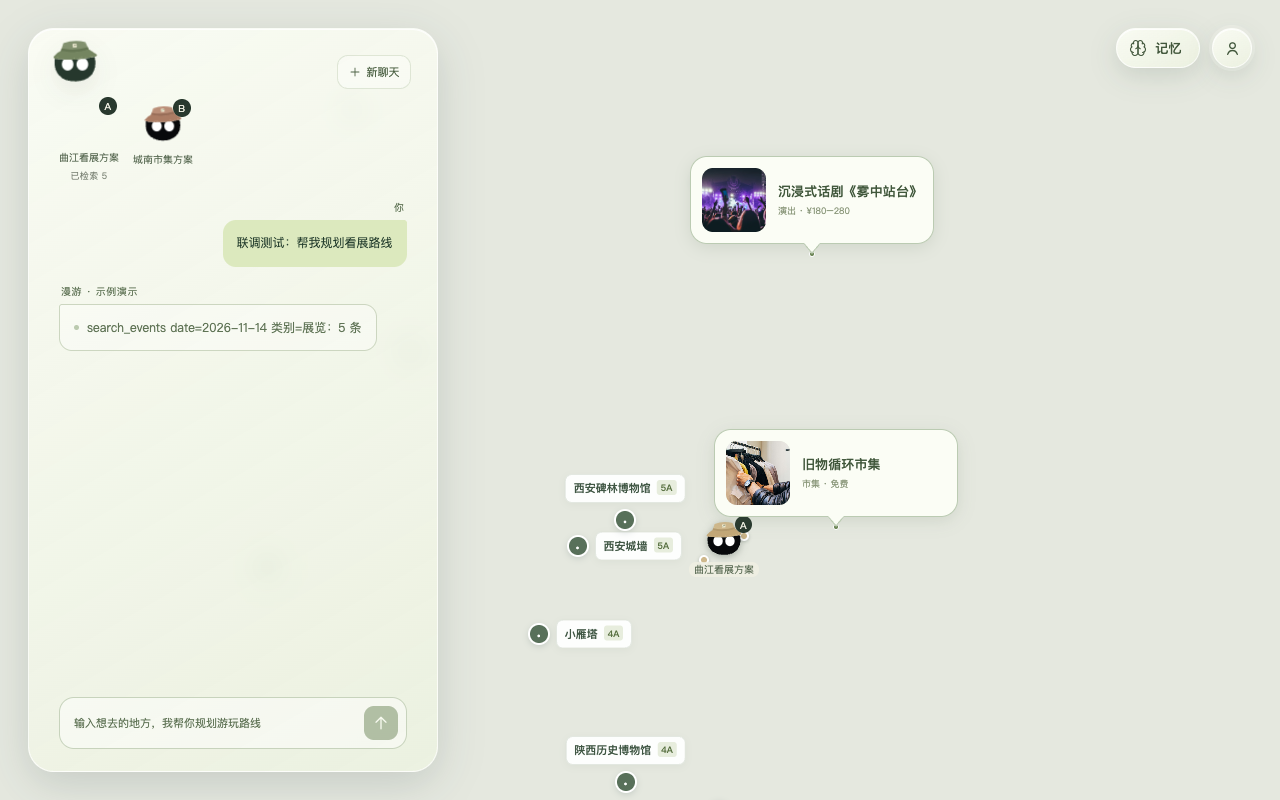 新聊天
记忆
A
B
曲江看展方案
城南市集方案
已检索 5
你
联调测试：帮我规划看展路线
漫游 · 示例演示
search_events date=2026-11-14 类别=展览：5 条
输入想去的地方，我帮你规划游玩路线
沉浸式话剧《雾中站台》
演出 · ¥180—280
旧物循环市集
市集 · 免费
西安碑林博物馆 5A
西安城墙 5A
A
曲江看展方案
小雁塔 4A
陕西历史博物馆 4A